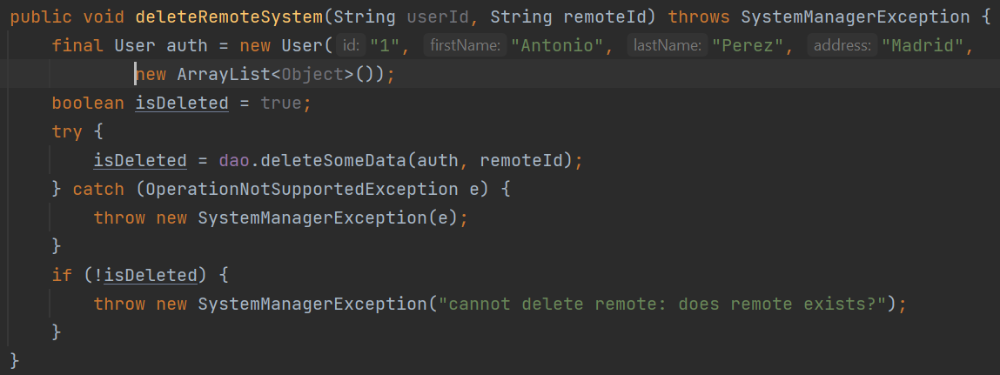 public void deleteRemoteSystem(String userId, String remoteId) throws SystemManagerException {
    final User auth = new User( id: "1", firstName: "Antonio", lastName: "Perez", address: "Madrid",
            new ArrayList<Object>());
    boolean isDeleted = true;
    try {
        isDeleted = dao.deleteSomeData(auth, remoteId);
    } catch (OperationNotSupportedException e) {
        throw new SystemManagerException(e);
    }
    if (!isDeleted) {
        throw new SystemManagerException("cannot delete remote: does remote exists?");
    }
}